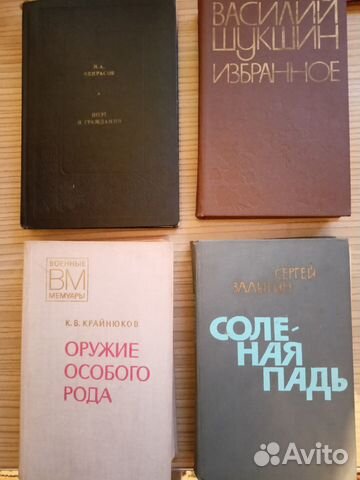 Н.А.
НЕКРАСОВ
ПОЭТ
И ГРАЖДАНИН
ВАСИЛИЙ
ШУКШИН
ИЗБРАННОЕ
ВОЕННЫЕ
ВМ
МЕМУАРЫ
К. В. КРАЙНЮКОВ
ОРУЖИЕ
ОСОБОГО
РОДА
СЕРГЕЙ
ЗАЛЫГИН
СОЛЕ-
НАЯ
ПАДЬ
Avito